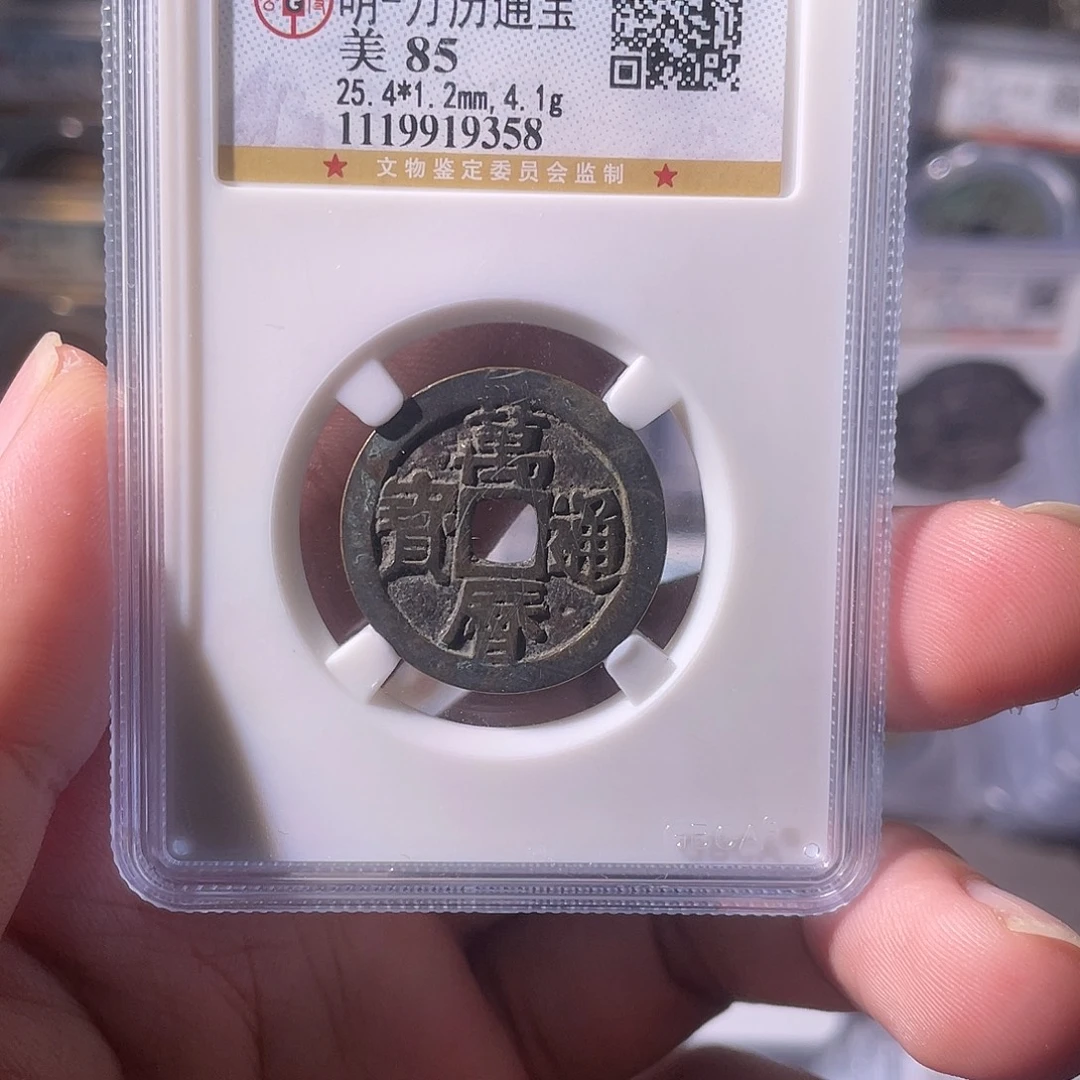 明-万历通宝
美 85
25.4*1.2mm,4.1g
1119919358
★ 文物鉴定委员会监制 ★
萬
寶 通
曆